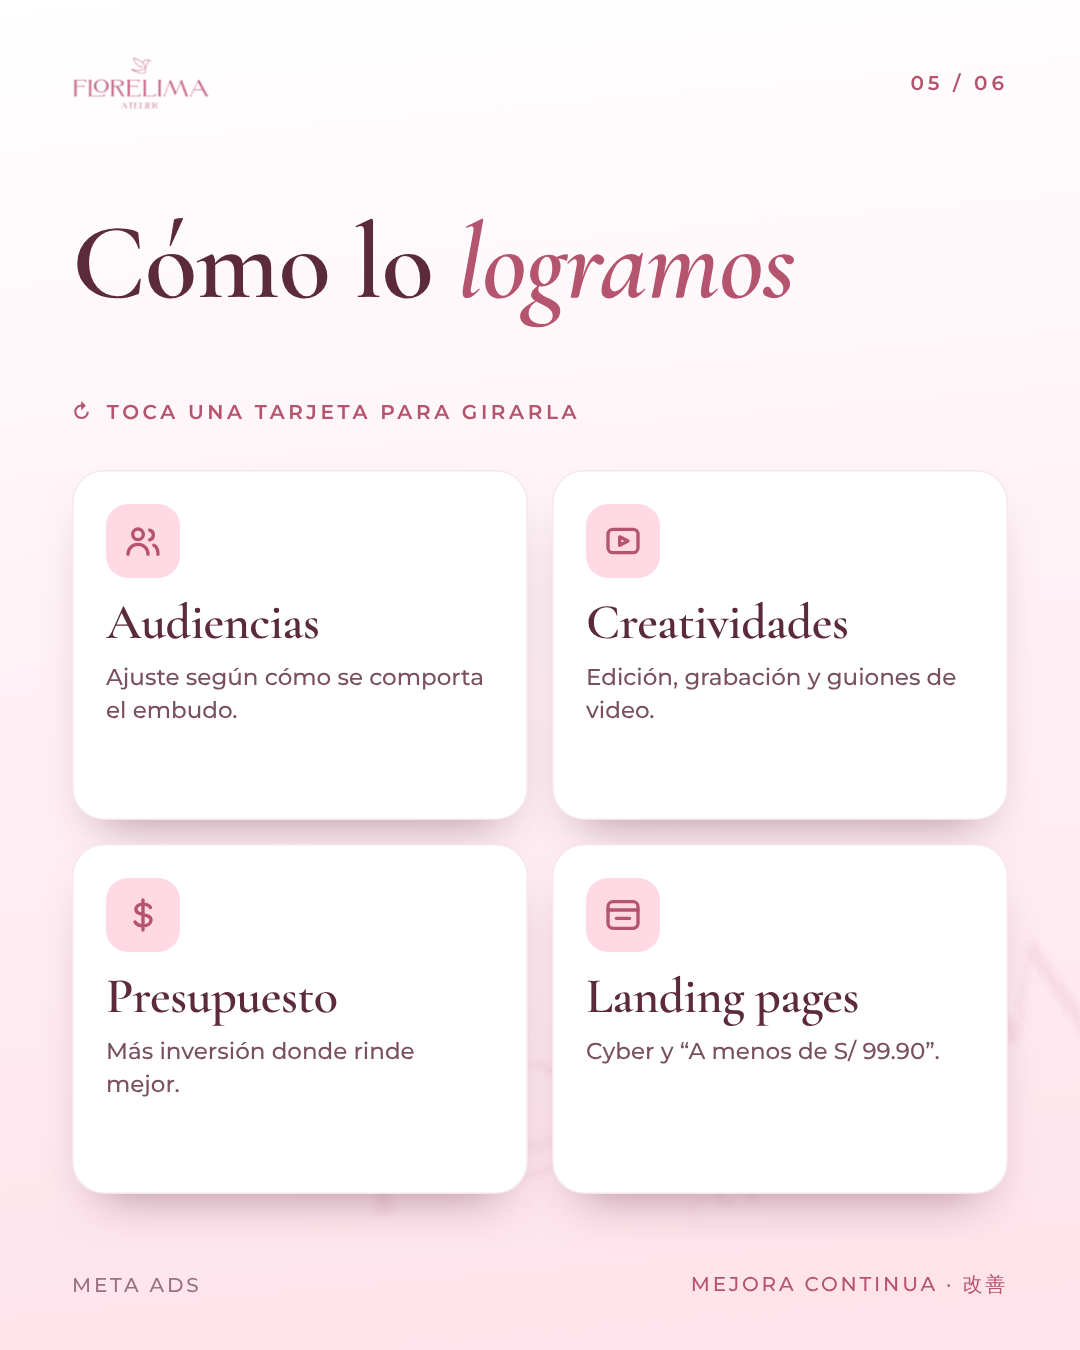 FLORELIMA
ATELIER
05 / 06
Cómo lo logramos
↻ TOCA UNA TARJETA PARA GIRARLA
Audiencias
Ajuste según cómo se comporta
el embudo.
Creatividades
Edición, grabación y guiones de
video.
Presupuesto
Más inversión donde rinde
mejor.
Landing pages
Cyber y “A menos de S/ 99.90”.
META ADS
MEJORA CONTINUA · 改善